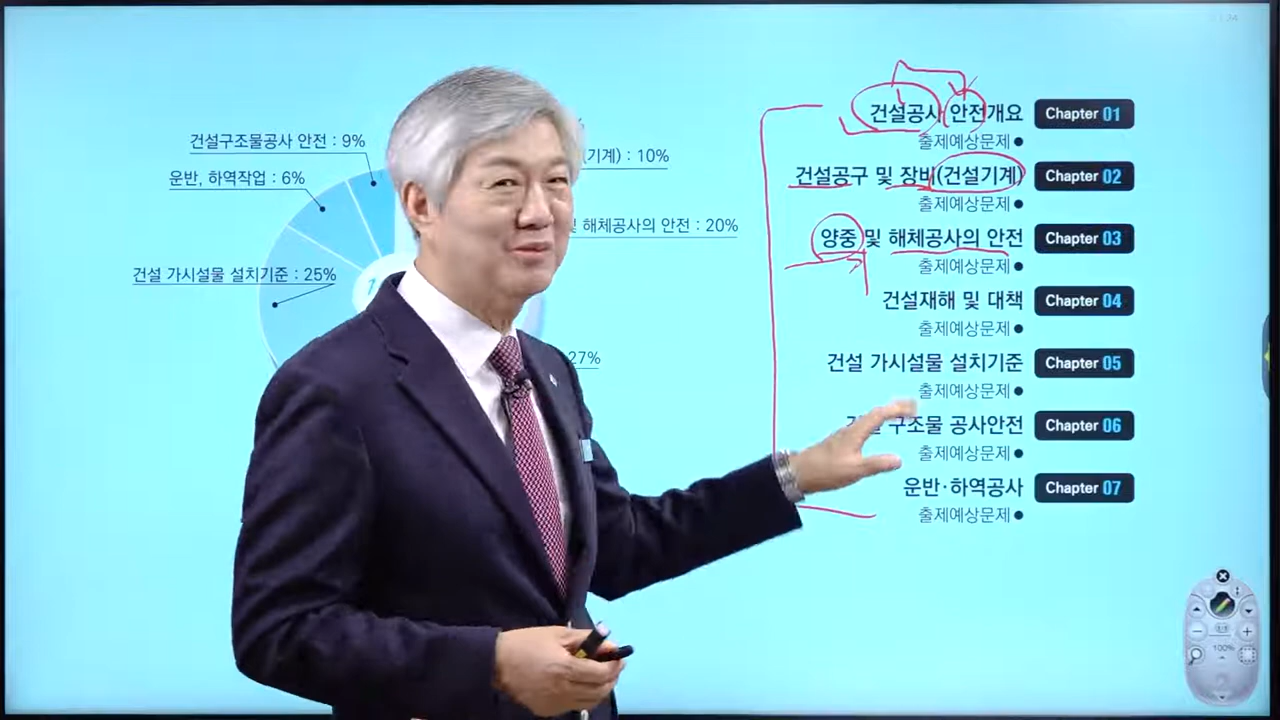 건설구조물공사 안전 : 9%
운반, 하역작업 : 6%
건설 가시설물 설치기준 : 25%
(기계) : 10%
해체공사의 안전 : 20%
27%
건설공사 안전개요 Chapter 01
출제예상문제
건설공구 및 장비(건설기계) Chapter 02
출제예상문제
양중 및 해체공사의 안전 Chapter 03
출제예상문제
건설재해 및 대책 Chapter 04
출제예상문제
건설 가시설물 설치기준 Chapter 05
출제예상문제
구조물 공사안전 Chapter 06
출제예상문제
운반·하역공사 Chapter 07
출제예상문제
1:1
100%